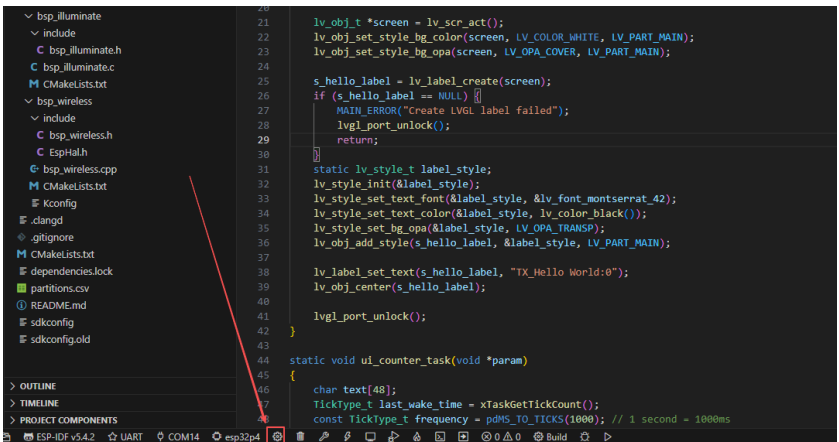 bsp_illuminate
include
C bsp_illuminate.h
C bsp_illuminate.c
M CMakeLists.txt
bsp_wireless
include
C bsp_wireless.h
C EspHal.h
bsp_wireless.cpp
M CMakeLists.txt
Kconfig
.clangd
.gitignore
M CMakeLists.txt
dependencies.lock
partitions.csv
README.md
sdkconfig
sdkconfig.old
> OUTLINE
> TIMELINE
> PROJECT COMPONENTS
20
21 lv_obj_t *screen = lv_scr_act();
22 lv_obj_set_style_bg_color(screen, LV_COLOR_WHITE, LV_PART_MAIN);
23 lv_obj_set_style_bg_opa(screen, LV_OPA_COVER, LV_PART_MAIN);
24
25 s_hello_label = lv_label_create(screen);
26 if (s_hello_label == NULL) {
27 MAIN_ERROR("Create LVGL label failed");
28 lvgl_port_unlock();
29 return;
30 }
31 static lv_style_t label_style;
32 lv_style_init(&label_style);
33 lv_style_set_text_font(&label_style, &lv_font_montserrat_42);
34 lv_style_set_text_color(&label_style, lv_color_black());
35 lv_style_set_bg_opa(&label_style, LV_OPA_TRANSP);
36 lv_obj_add_style(s_hello_label, &label_style, LV_PART_MAIN);
37
38 lv_label_set_text(s_hello_label, "TX_Hello World:0");
39 lv_obj_center(s_hello_label);
40
41 lvgl_port_unlock();
42 }
43
44 static void ui_counter_task(void *param)
45 {
46 char text[48];
47 TickType_t last_wake_time = xTaskGetTickCount();
48 const TickType_t frequency = pdMS_TO_TICKS(1000); // 1 second = 1000ms
ESP-IDF v5.4.2 UART COM14 esp32p4 0 0 Build